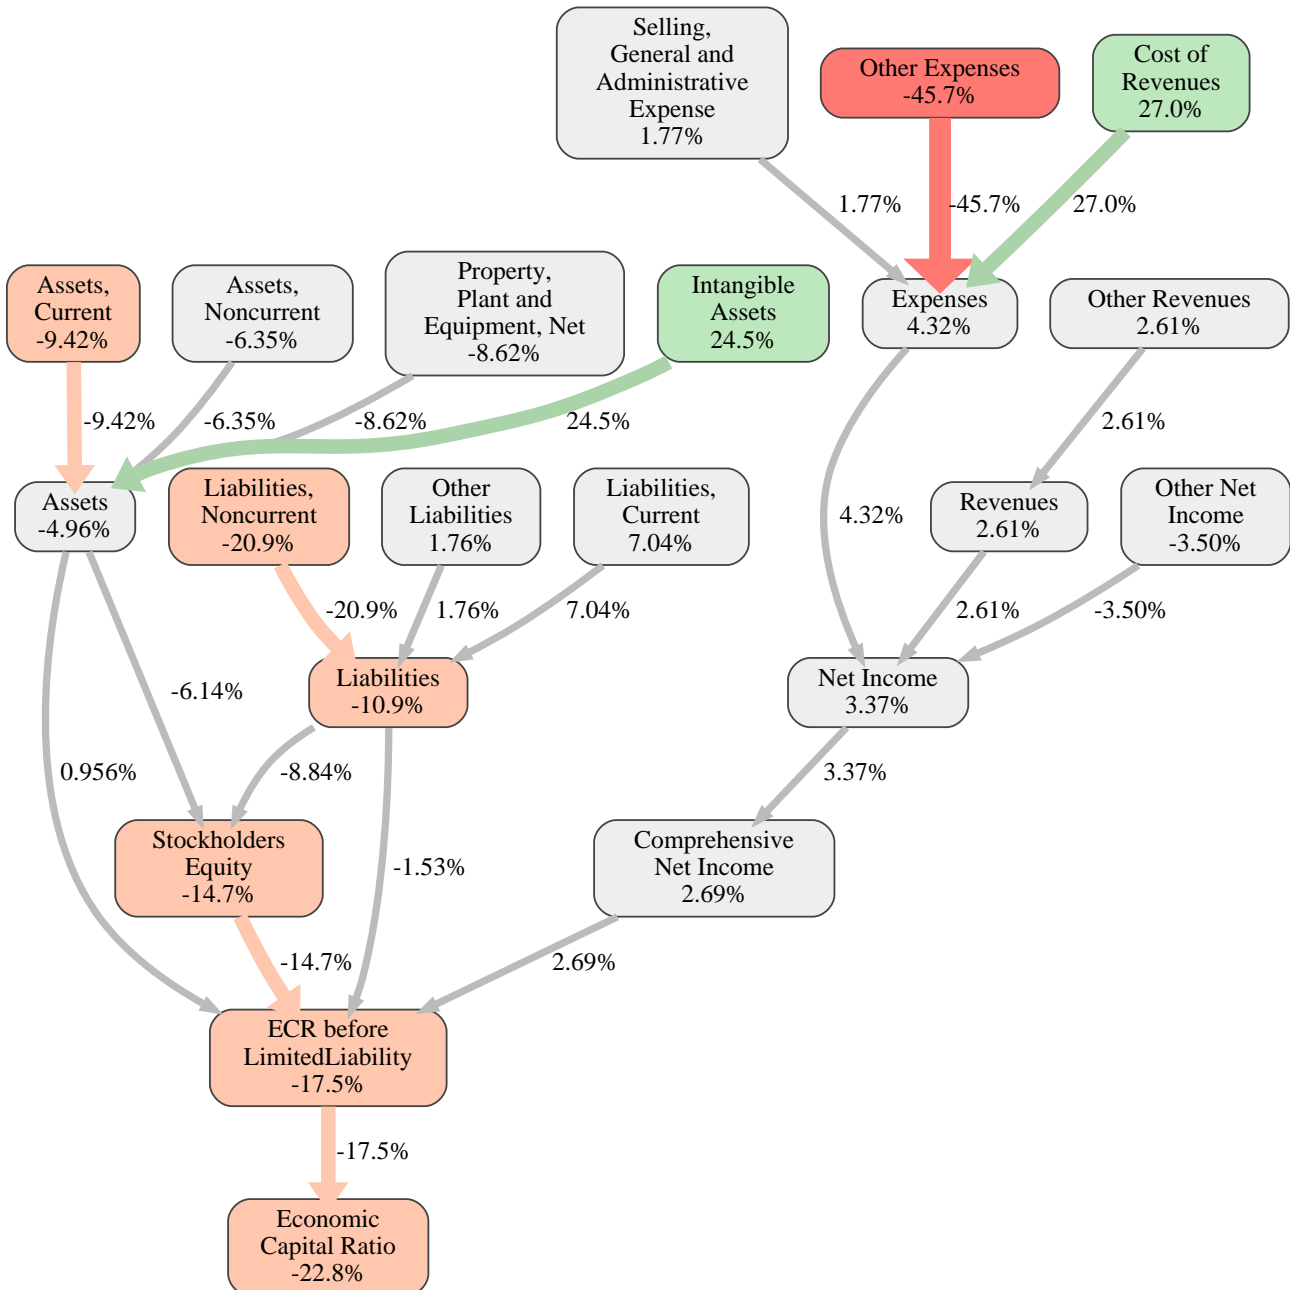 Selling,
General and
Administrative
Expense
1.77%
Other Expenses
-45.7%
Cost of
Revenues
27.0%
1.77%
-45.7%
27.0%
Assets,
Current
-9.42%
Assets,
Noncurrent
-6.35%
Property,
Plant and
Equipment, Net
-8.62%
Intangible
Assets
24.5%
Expenses
4.32%
Other Revenues
2.61%
-9.42%
-6.35%
-8.62%
24.5%
2.61%
Assets
-4.96%
Liabilities,
Noncurrent
-20.9%
Other
Liabilities
1.76%
Liabilities,
Current
7.04%
4.32%
Revenues
2.61%
Other Net
Income
-3.50%
-20.9%
1.76%
7.04%
2.61%
-3.50%
-6.14%
Liabilities
-10.9%
Net Income
3.37%
0.956%
-8.84%
3.37%
Stockholders
Equity
-14.7%
-1.53%
Comprehensive
Net Income
2.69%
-14.7%
2.69%
ECR before
LimitedLiability
-17.5%
-17.5%
Economic
Capital Ratio
-22.8%